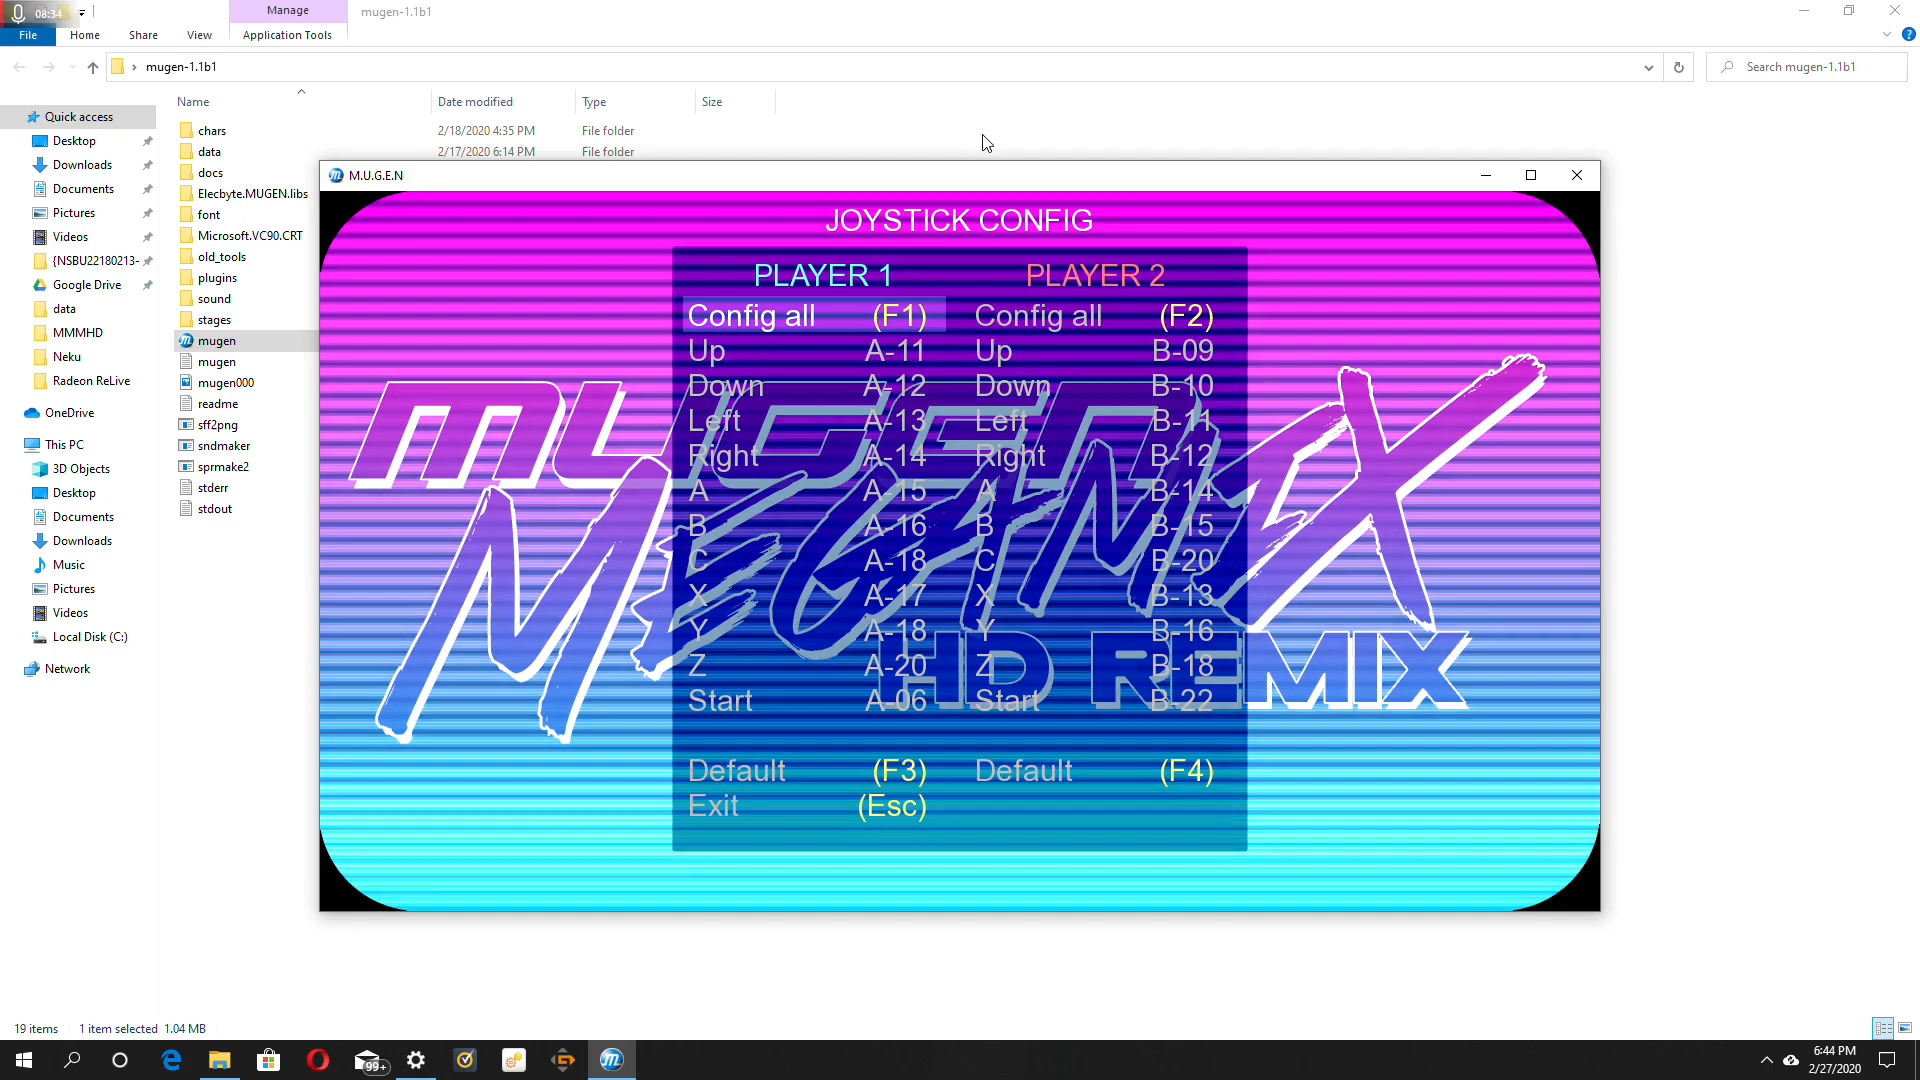 08:34
Manage
mugen-1.1b1
File
Home
Share
View
Application Tools
mugen-1.1b1
Search mugen-1.1b1
Name
Date modified
Type
Size
Quick access
Desktop
Downloads
Documents
Pictures
Videos
{NSBU22180213-
Google Drive
data
MMMHD
Neku
Radeon ReLive
OneDrive
This PC
3D Objects
Desktop
Documents
Downloads
Music
Pictures
Videos
Local Disk (C:)
Network
chars 2/18/2020 4:35 PM File folder
data 2/17/2020 6:14 PM File folder
docs
Elecbyte.MUGEN.libs
font
Microsoft.VC90.CRT
old_tools
plugins
sound
stages
mugen
mugen
mugen000
readme
sff2png
sndmaker
sprmake2
stderr
stdout
M.U.G.E.N
JOYSTICK CONFIG
PLAYER 1 PLAYER 2
Config all (F1) Config all (F2)
Up A-11 Up B-09
Down A-12 Down B-10
Left A-13 Left B-11
Right A-14 Right B-12
A A-15 A B-14
B A-16 B B-15
C A-18 C B-20
X A-17 X B-13
Y A-18 Y B-16
Z A-20 Z B-18
Start A-06 Start B-22
Default (F3) Default (F4)
Exit (Esc)
MUGEN
MEGAMIX
HD REMIX
19 items
1 item selected 1.04 MB
99+
6:44 PM
2/27/2020